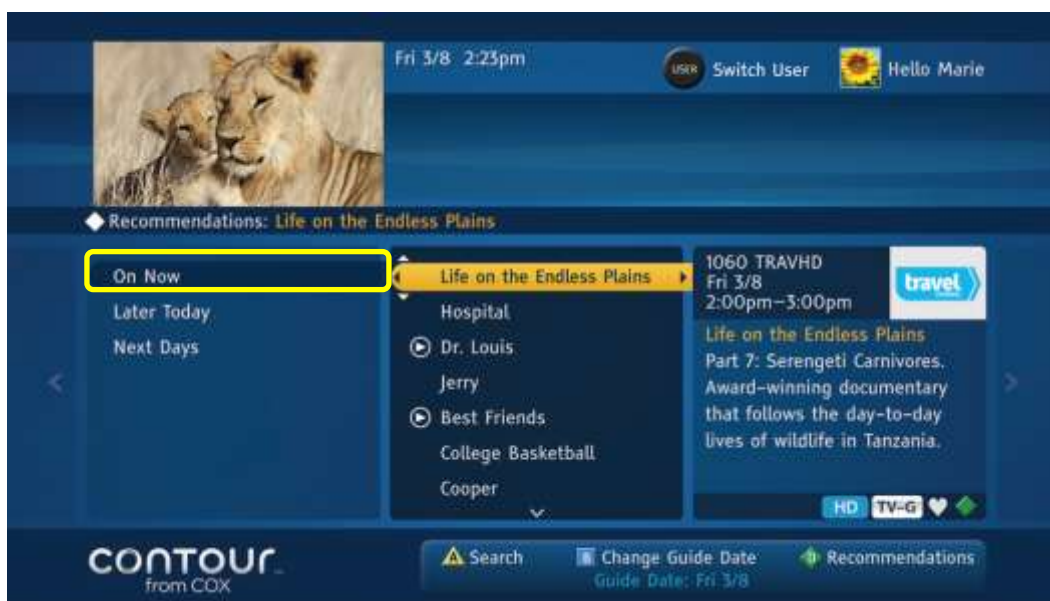 Fri 3/8 2:23pm
USER Switch User
Hello Marie
Recommendations: Life on the Endless Plains
On Now
Later Today
Next Days
Life on the Endless Plains
Hospital
Dr. Louis
Jerry
Best Friends
College Basketball
Cooper
1060 TRAVHD
Fri 3/8
2:00pm–3:00pm
travel
Life on the Endless Plains
Part 7: Serengeti Carnivores.
Award-winning documentary
that follows the day-to-day
lives of wildlife in Tanzania.
HD TV-G
contour
from COX
A Search
Change Guide Date
Guide Date: Fri 3/8
D Recommendations